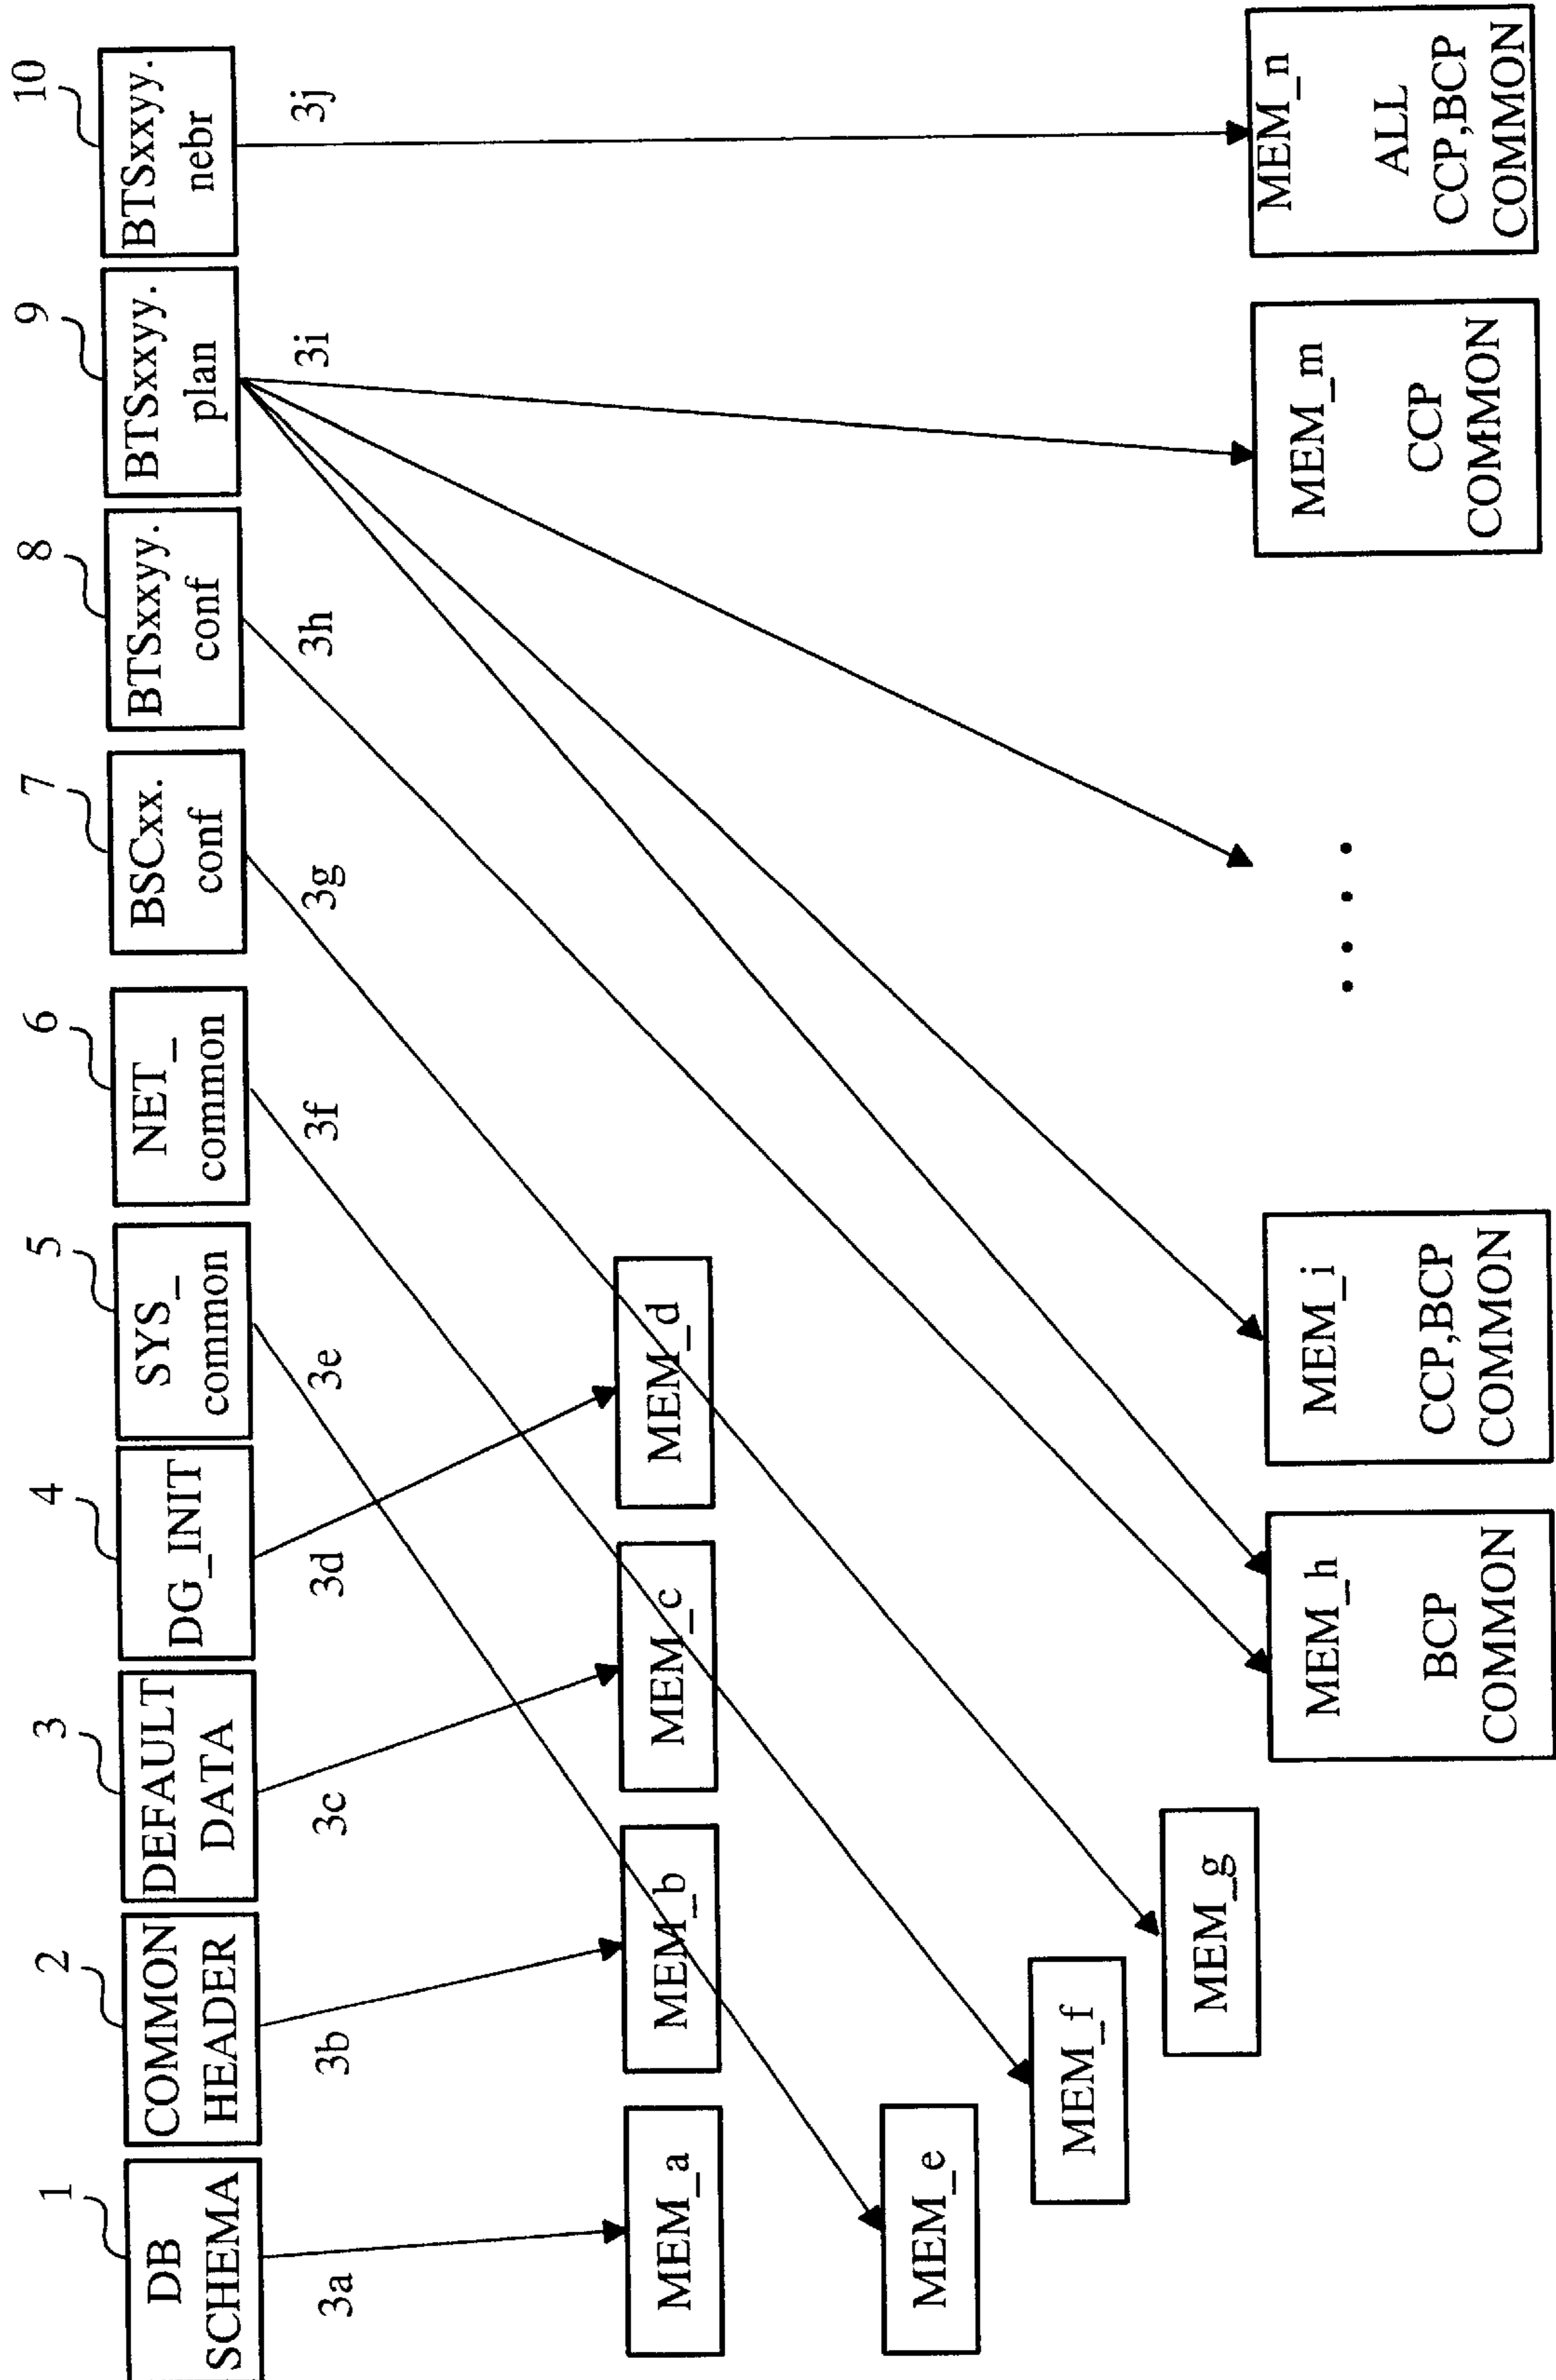 1
2
3
4
5
6
7
8
9
10
DB
SCHEMA
COMMON
HEADER
DEFAULT
DATA
DG_INIT
SYS_
common
NET_
common
BSCxx.
conf
BTSxxyy.
conf
BTSxxyy.
plan
BTSxxyy.
nebr
3a
3b
3c
3d
3e
3f
3g
3h
3i
3j
MEM_a
MEM_b
MEM_c
MEM_d
MEM_e
MEM_f
MEM_g
MEM_h
BCP
COMMON
MEM_i
CCP,BCP
COMMON
. . . .
MEM_m
CCP
COMMON
MEM_n
ALL
CCP,BCP
COMMON